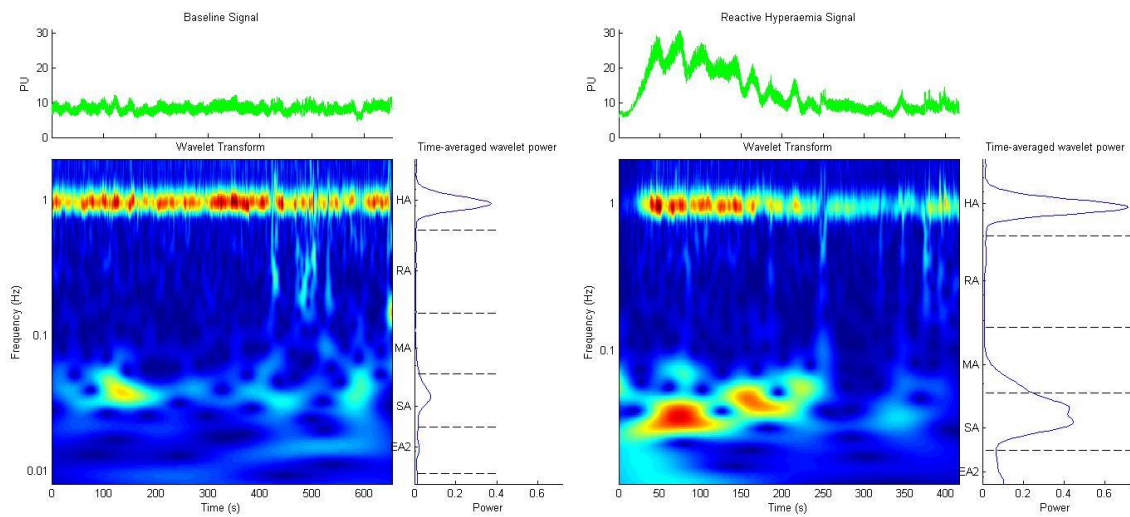 Baseline Signal
30
20
10
0
PU
Wavelet Transform
Time-averaged wavelet power
1
0.1
0.01
Frequency (Hz)
0 100 200 300 400 500 600
Time (s)
HA
RA
MA
SA
EA2
0 0.2 0.4 0.6
Power
Reactive Hyperaemia Signal
30
20
10
0
PU
Wavelet Transform
Time-averaged wavelet power
1
0.1
Frequency (Hz)
0 50 100 150 200 250 300 350 400
Time (s)
HA
RA
MA
SA
EA2
0 0.2 0.4 0.6
Power